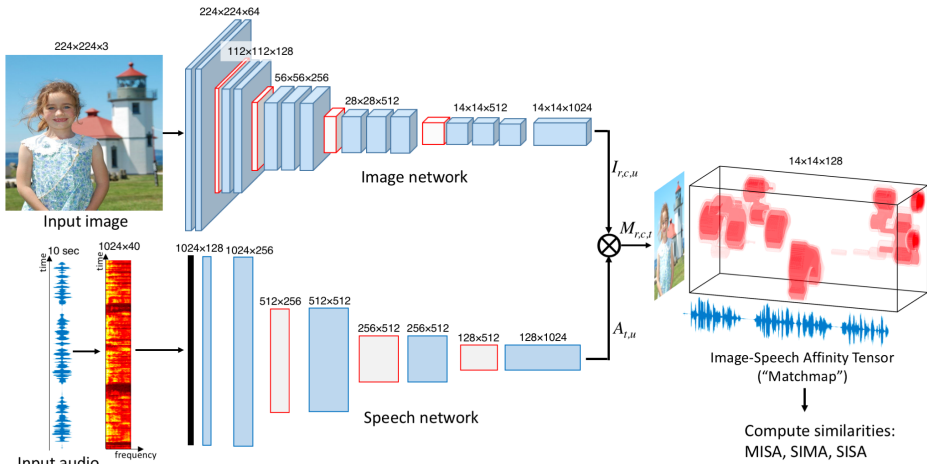 224×224×64
224×224×3
112×112×128
56×56×256
28×28×512
14×14×512
14×14×1024
Image network
Input image
I_{r,c,u}
14×14×128
M_{r,c,t}
A_{t,u}
time
10 sec
time
1024×40
1024×128
1024×256
512×256
512×512
256×512
256×512
128×512
128×1024
Speech network
frequency
Input audio
Image-Speech Affinity Tensor
(“Matchmap”)
Compute similarities:
MISA, SIMA, SISA